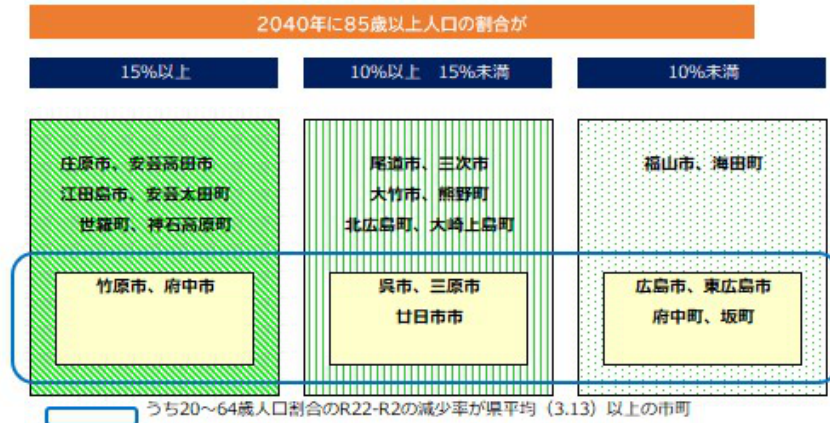 2040年に85歳以上人口の割合が
15%以上
10%以上　15%未満
10%未満
庄原市、安芸高田市
江田島市、安芸太田町
世羅町、神石高原町
尾道市、三次市
大竹市、熊野町
北広島町、大崎上島町
福山市、海田町
竹原市、府中市
呉市、三原市
廿日市市
広島市、東広島市
府中町、坂町
うち20～64歳人口割合のR22-R2の減少率が県平均（3.13）以上の市町